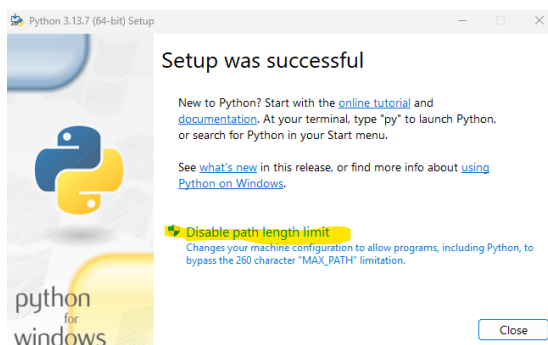 Python 3.13.7 (64-bit) Setup
Setup was successful
New to Python? Start with the online tutorial and
documentation. At your terminal, type "py" to launch Python,
or search for Python in your Start menu.
See what's new in this release, or find more info about using
Python on Windows.
Disable path length limit
Changes your machine configuration to allow programs, including Python, to
bypass the 260 character "MAX_PATH" limitation.
python
for
windows
Close